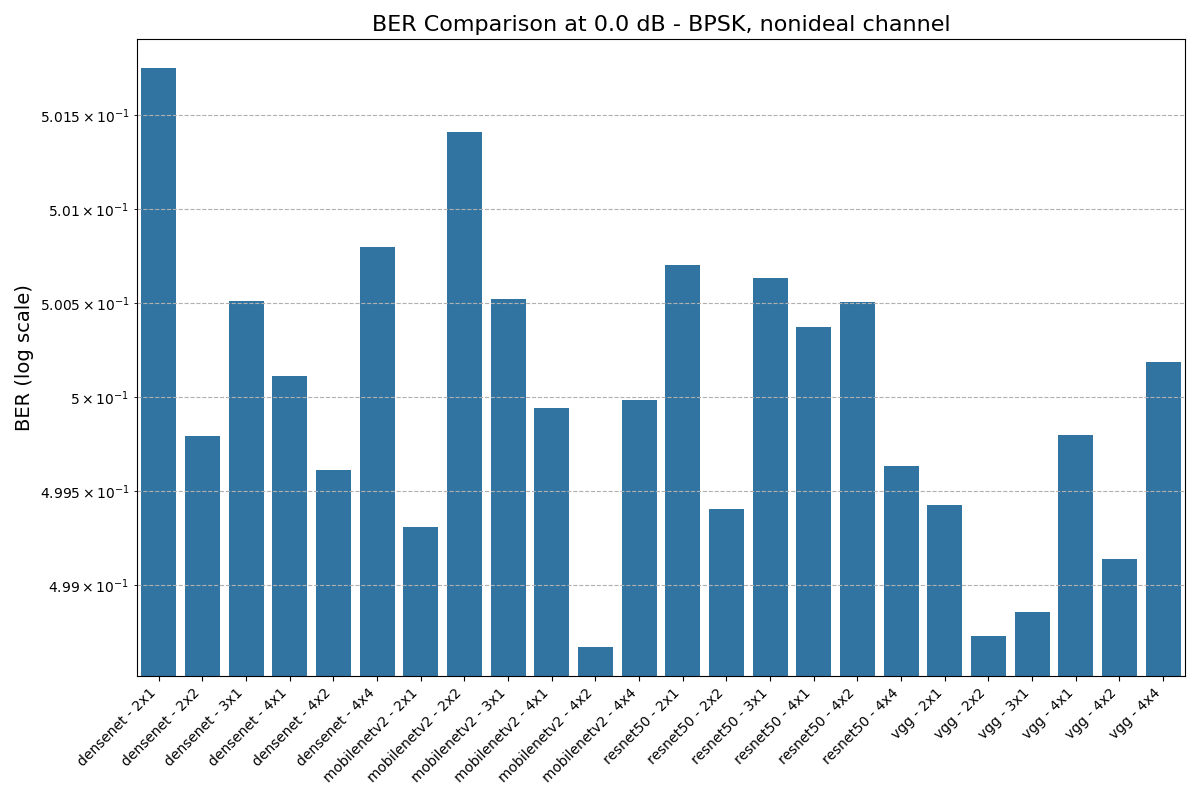 BER Comparison at 0.0 dB - BPSK, nonideal channel
BER (log scale)
5.015 × 10⁻¹
5.01 × 10⁻¹
5.005 × 10⁻¹
5 × 10⁻¹
4.995 × 10⁻¹
4.99 × 10⁻¹
densenet - 2x1
densenet - 2x2
densenet - 3x1
densenet - 4x1
densenet - 4x2
densenet - 4x4
mobilenetv2 - 2x1
mobilenetv2 - 2x2
mobilenetv2 - 3x1
mobilenetv2 - 4x1
mobilenetv2 - 4x2
mobilenetv2 - 4x4
resnet50 - 2x1
resnet50 - 2x2
resnet50 - 3x1
resnet50 - 4x1
resnet50 - 4x2
resnet50 - 4x4
vgg - 2x1
vgg - 2x2
vgg - 3x1
vgg - 4x1
vgg - 4x2
vgg - 4x4